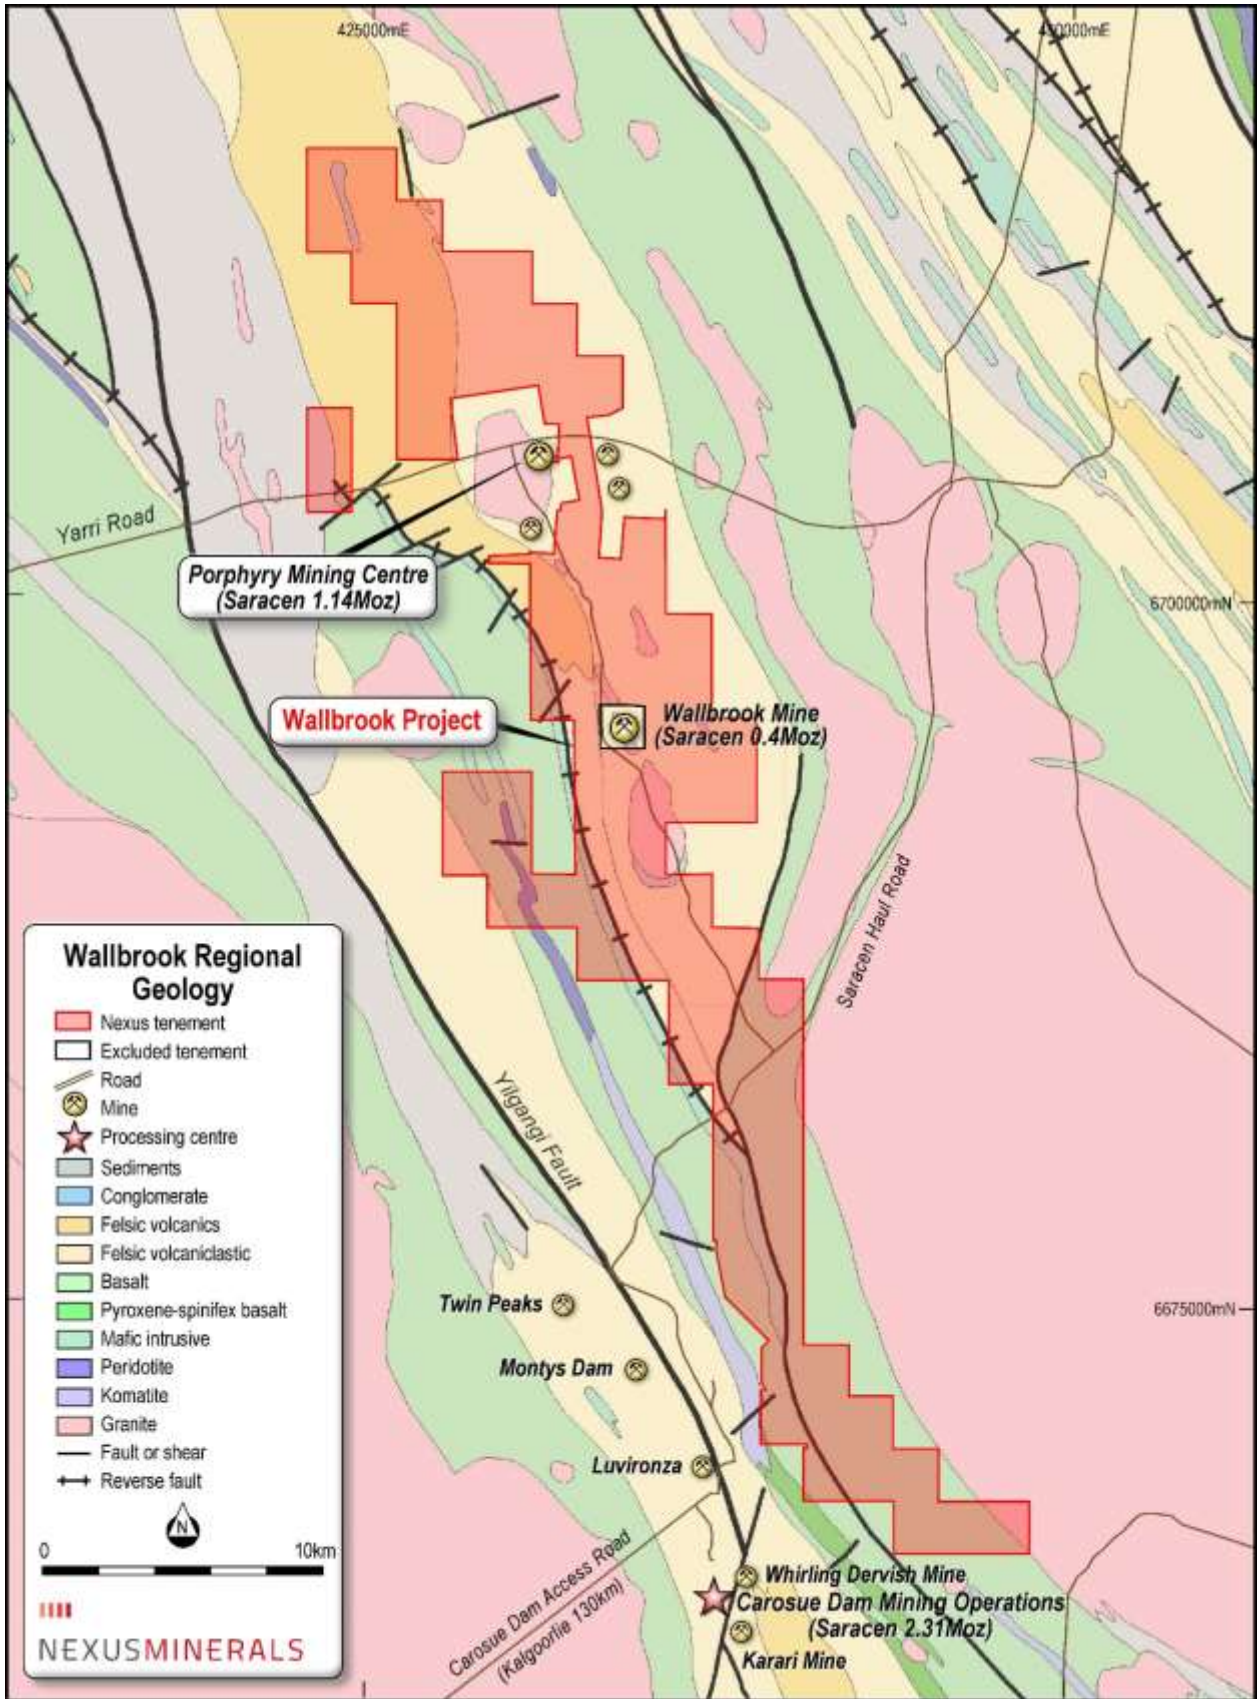 425000mE
450000mE
Yarri Road
Porphyry Mining Centre
(Saracen 1.14Moz)
6700000mN
Wallbrook Project
Wallbrook Mine
(Saracen 0.4Moz)
Saracen Haul Road
Yilgangi Fault
Twin Peaks
6675000mN
Montys Dam
Luvironza
Carosue Dam Access Road
(Kalgoorlie 130km)
Whirling Dervish Mine
Carosue Dam Mining Operations
(Saracen 2.31Moz)
Karari Mine
Wallbrook Regional
Geology
Nexus tenement
Excluded tenement
Road
Mine
Processing centre
Sediments
Conglomerate
Felsic volcanics
Felsic volcaniclastic
Basalt
Pyroxene-spinifex basalt
Mafic intrusive
Peridotite
Komatite
Granite
Fault or shear
Reverse fault
N
0 10km
NEXUSMINERALS